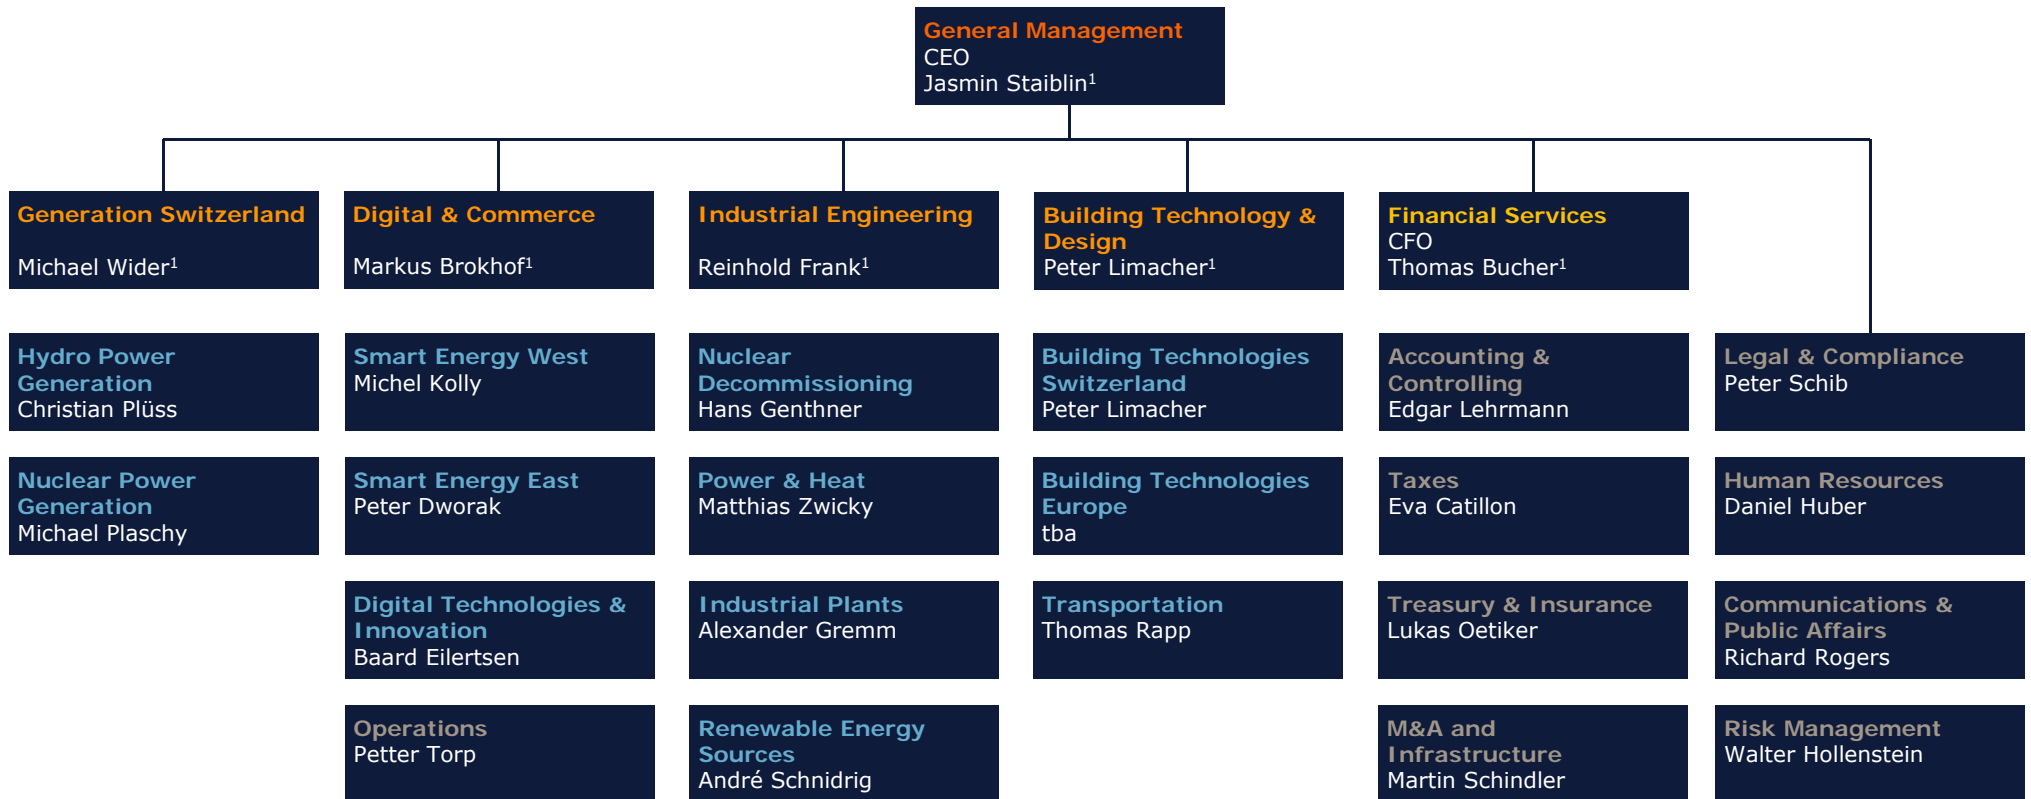 General Management
CEO
Jasmin Staiblin¹
Generation Switzerland
Michael Wider¹
Digital & Commerce
Markus Brokhof¹
Industrial Engineering
Reinhold Frank¹
Building Technology &
Design
Peter Limacher¹
Financial Services
CFO
Thomas Bucher¹
Hydro Power
Generation
Christian Plüss
Smart Energy West
Michel Kolly
Nuclear
Decommissioning
Hans Genthner
Building Technologies
Switzerland
Peter Limacher
Accounting &
Controlling
Edgar Lehrmann
Legal & Compliance
Peter Schib
Nuclear Power
Generation
Michael Plaschy
Smart Energy East
Peter Dworak
Power & Heat
Matthias Zwicky
Building Technologies
Europe
tba
Taxes
Eva Catillon
Human Resources
Daniel Huber
Digital Technologies &
Innovation
Baard Eilertsen
Industrial Plants
Alexander Gremm
Transportation
Thomas Rapp
Treasury & Insurance
Lukas Oetiker
Communications &
Public Affairs
Richard Rogers
Operations
Petter Torp
Renewable Energy
Sources
André Schnidrig
M&A and
Infrastructure
Martin Schindler
Risk Management
Walter Hollenstein